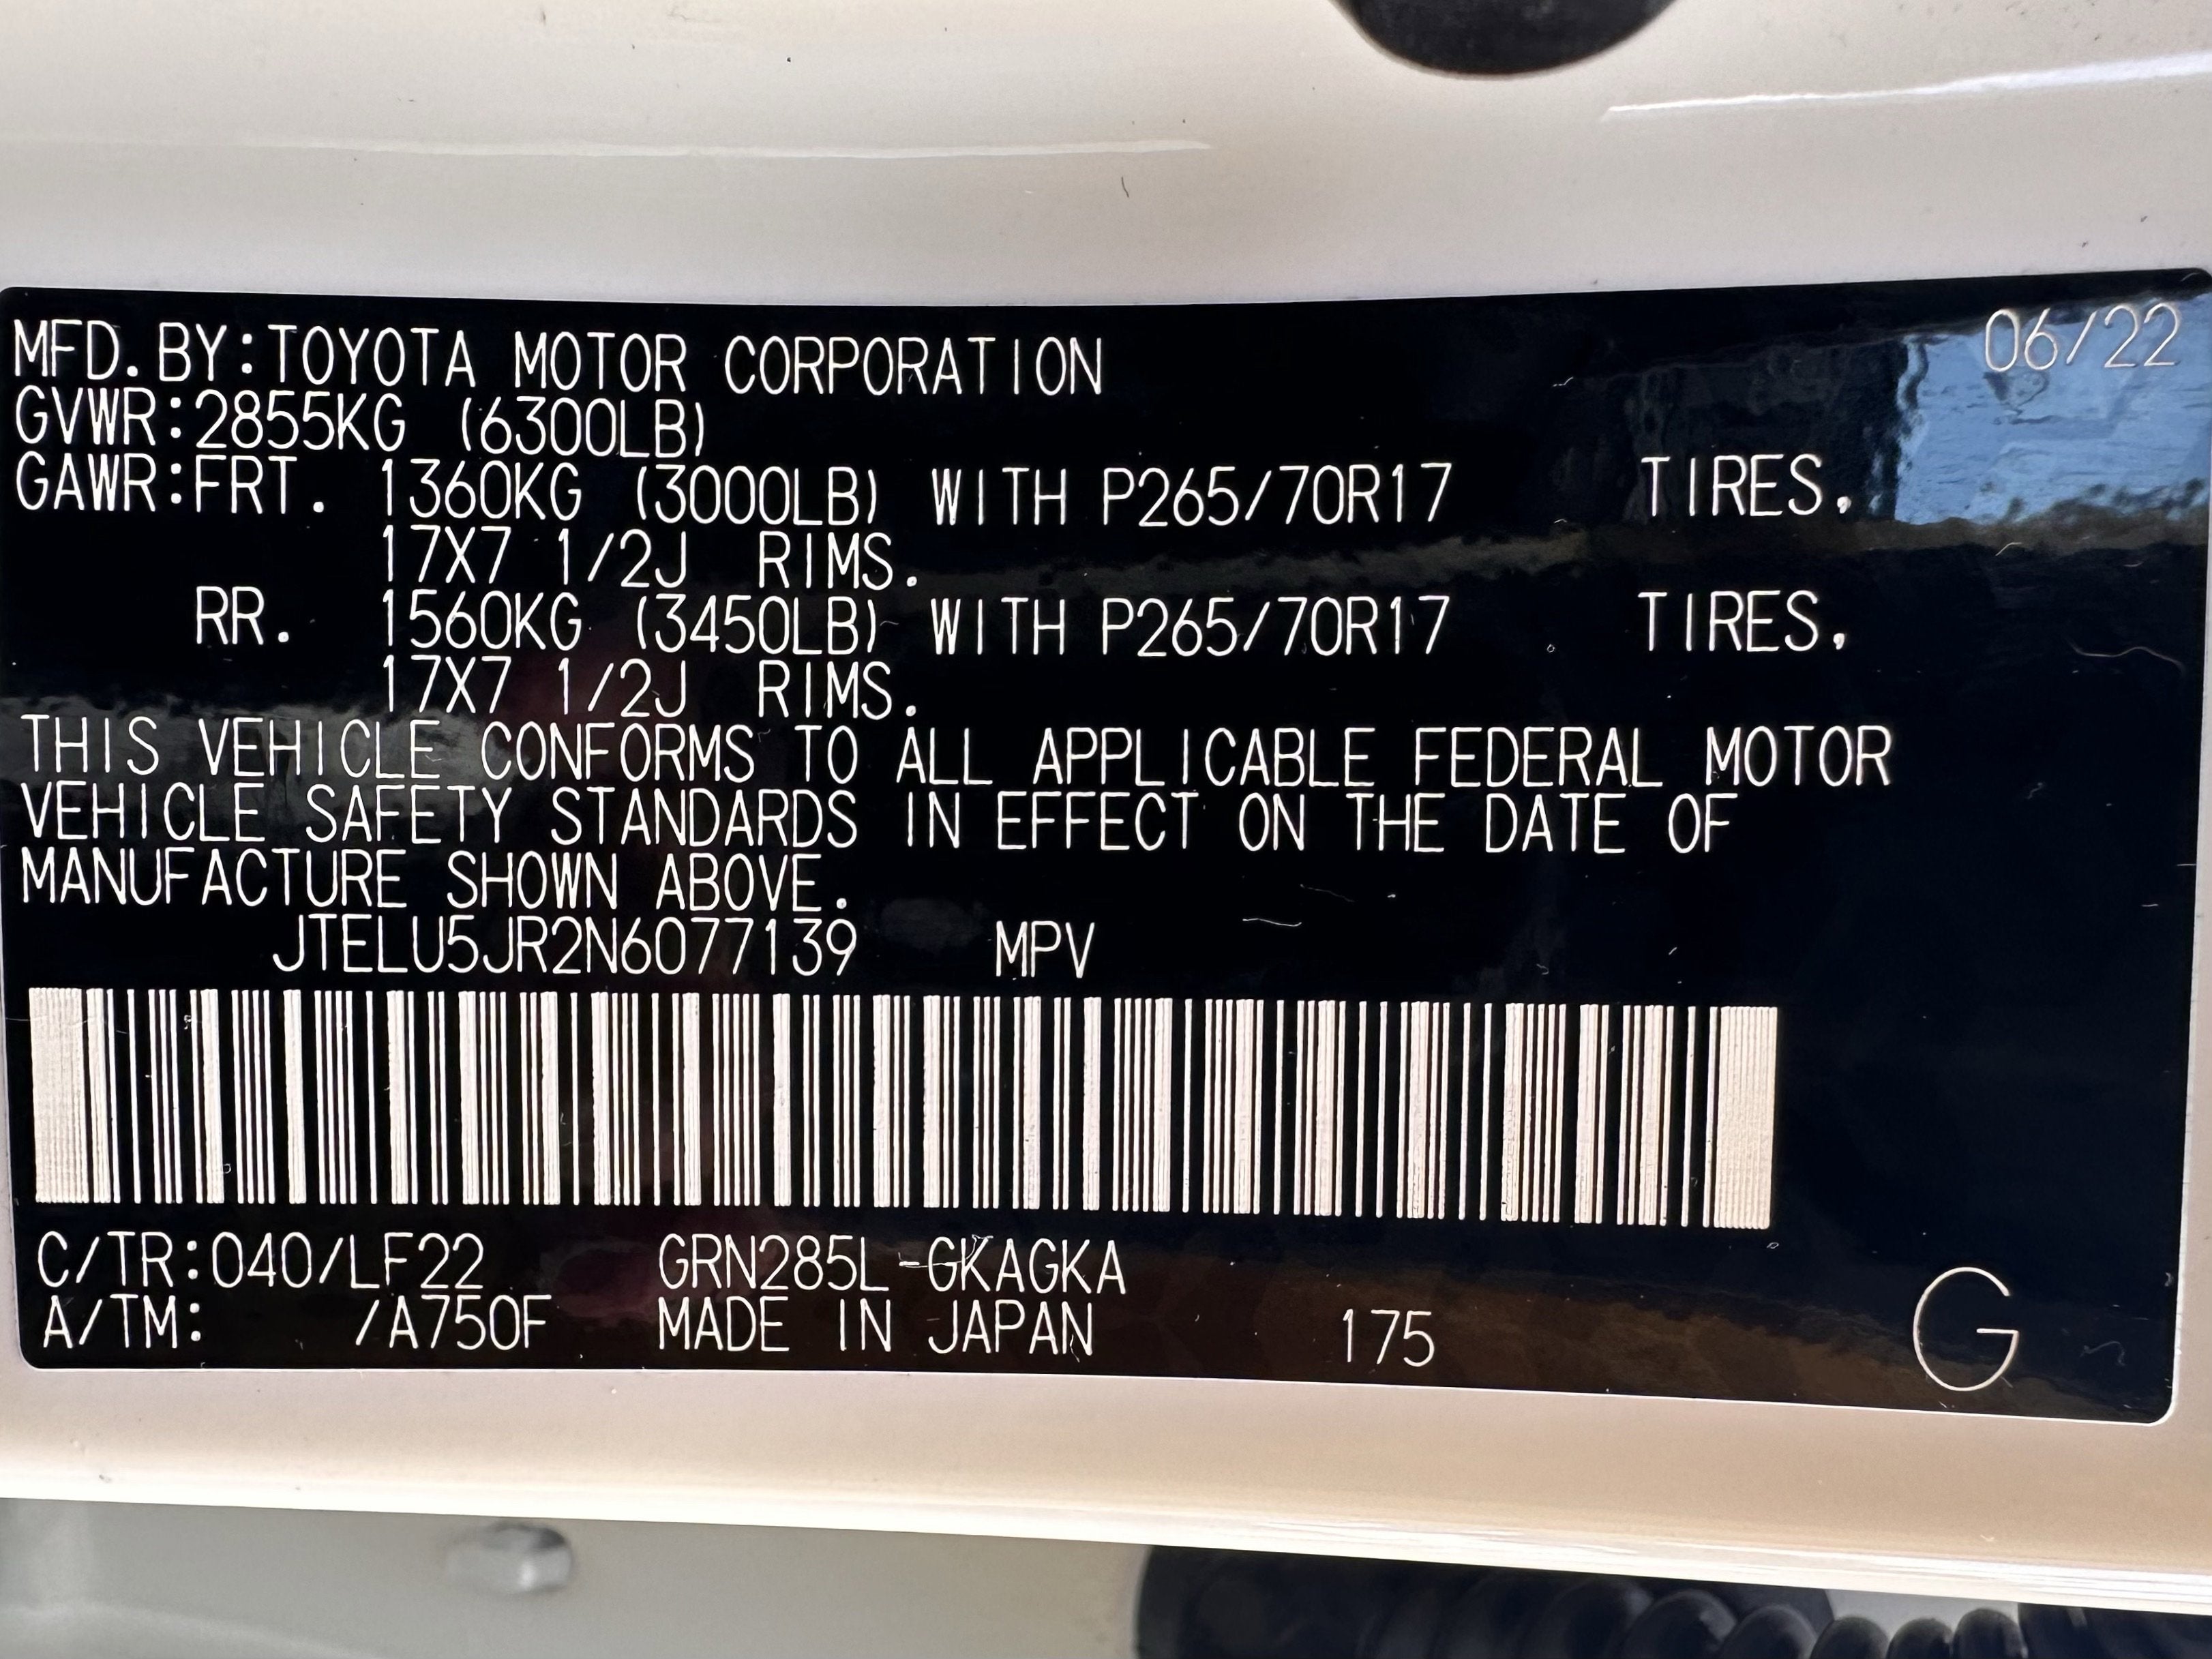 MFD.BY:TOYOTA MOTOR CORPORATION 06/22
GVWR:2855KG (6300LB)
GAWR:FRT. 1360KG (3000LB) WITH P265/70R17 TIRES,
17X7 1/2J RIMS.
RR. 1560KG (3450LB) WITH P265/70R17 TIRES,
17X7 1/2J RIMS.
THIS VEHICLE CONFORMS TO ALL APPLICABLE FEDERAL MOTOR
VEHICLE SAFETY STANDARDS IN EFFECT ON THE DATE OF
MANUFACTURE SHOWN ABOVE.
JTELU5JR2N6077139 MPV
C/TR:040/LF22 GRN285L-GKAGKA
A/TM: /A750F MADE IN JAPAN 175 G